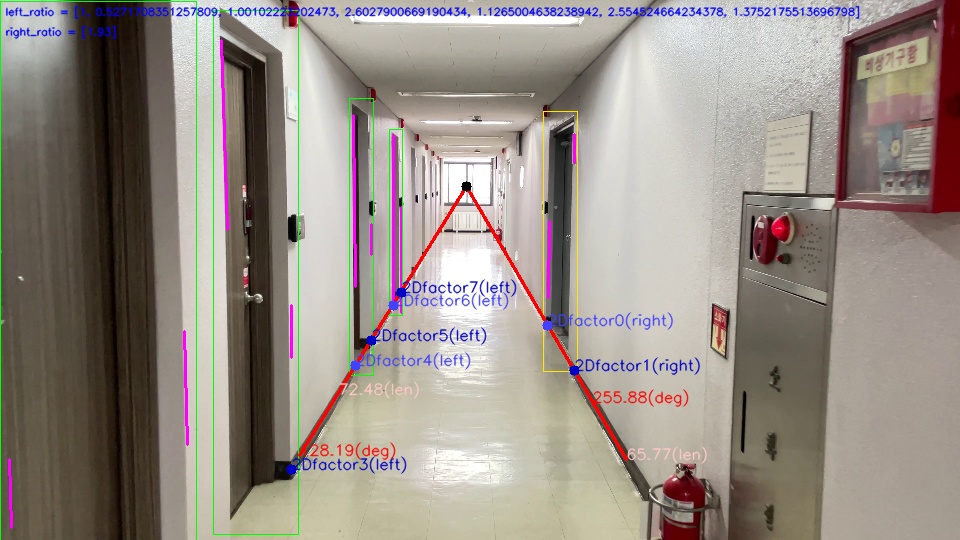 left_ratio = [1, 0.5271708351257809, 1.00102223202473, 2.6027900669190434, 1.1265004638238942, 2.554524664234378, 1.3752175513696798]
right_ratio = [1.93]
비상기구함
2Dfactor7(left)
2Dfactor6(left)
2Dfactor0(right)
2Dfactor5(left)
2Dfactor4(left)
2Dfactor1(right)
72.48(len)
255.88(deg)
28.19(deg)
65.77(len)
2Dfactor3(left)